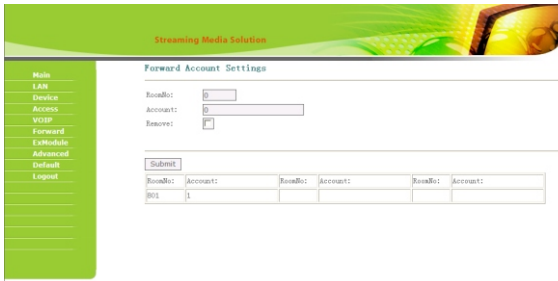 Streaming Media Solution
Main
LAN
Device
Access
VOIP
Forward
ExModule
Advanced
Default
Logout
Forward Account Settings
RoomNo: 0
Account: 0
Remove:
Submit
RoomNo: Account: RoomNo: Account: RoomNo: Account:
801 1